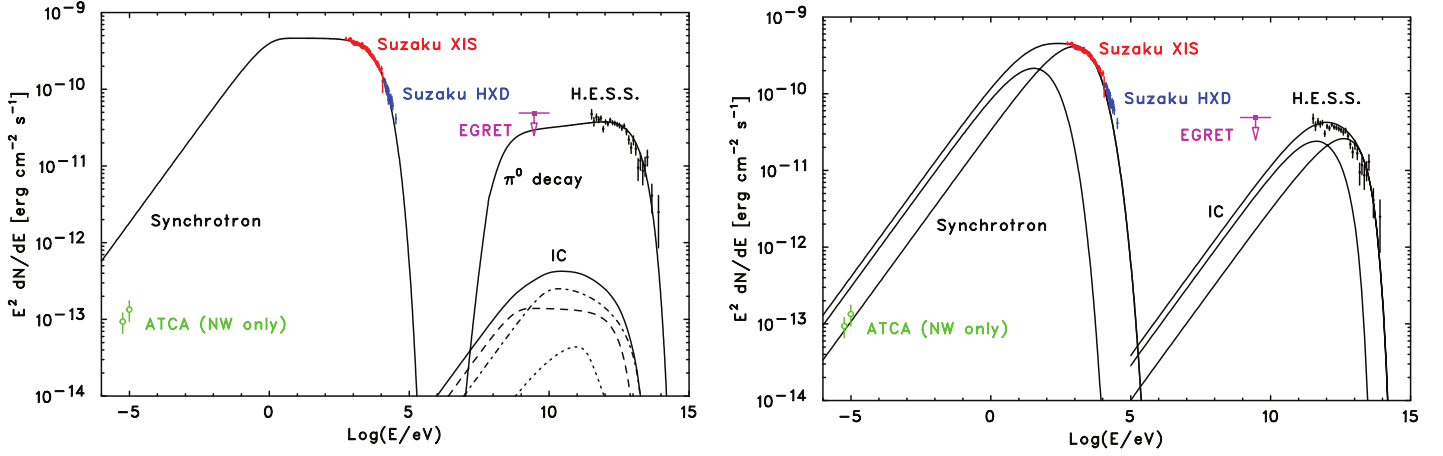 10⁻⁹
10⁻¹⁰
10⁻¹¹
10⁻¹²
10⁻¹³
10⁻¹⁴
E² dN/dE [erg cm⁻² s⁻¹]
Suzaku XIS
Suzaku HXD
H.E.S.S.
EGRET
π⁰ decay
Synchrotron
IC
ATCA (NW only)
−5
0
5
10
15
Log(E/eV)
10⁻⁹
10⁻¹⁰
10⁻¹¹
10⁻¹²
10⁻¹³
10⁻¹⁴
E² dN/dE [erg cm⁻² s⁻¹]
Suzaku XIS
Suzaku HXD
H.E.S.S.
EGRET
IC
Synchrotron
ATCA (NW only)
−5
0
5
10
15
Log(E/eV)